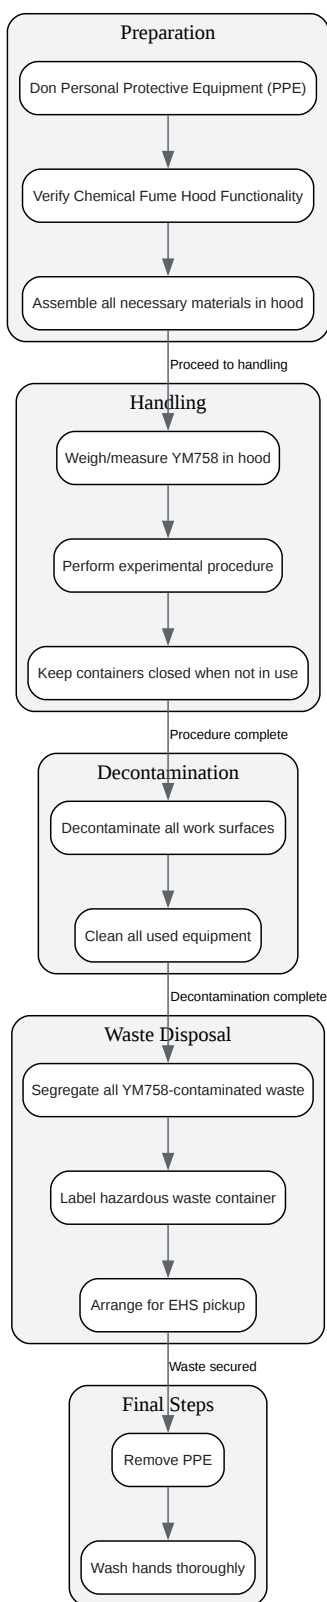 Preparation
Don Personal Protective Equipment (PPE)
Verify Chemical Fume Hood Functionality
Assemble all necessary materials in hood
Proceed to handling
Handling
Weigh/measure YM758 in hood
Perform experimental procedure
Keep containers closed when not in use
Procedure complete
Decontamination
Decontaminate all work surfaces
Clean all used equipment
Decontamination complete
Waste Disposal
Segregate all YM758-contaminated waste
Label hazardous waste container
Arrange for EHS pickup
Waste secured
Final Steps
Remove PPE
Wash hands thoroughly